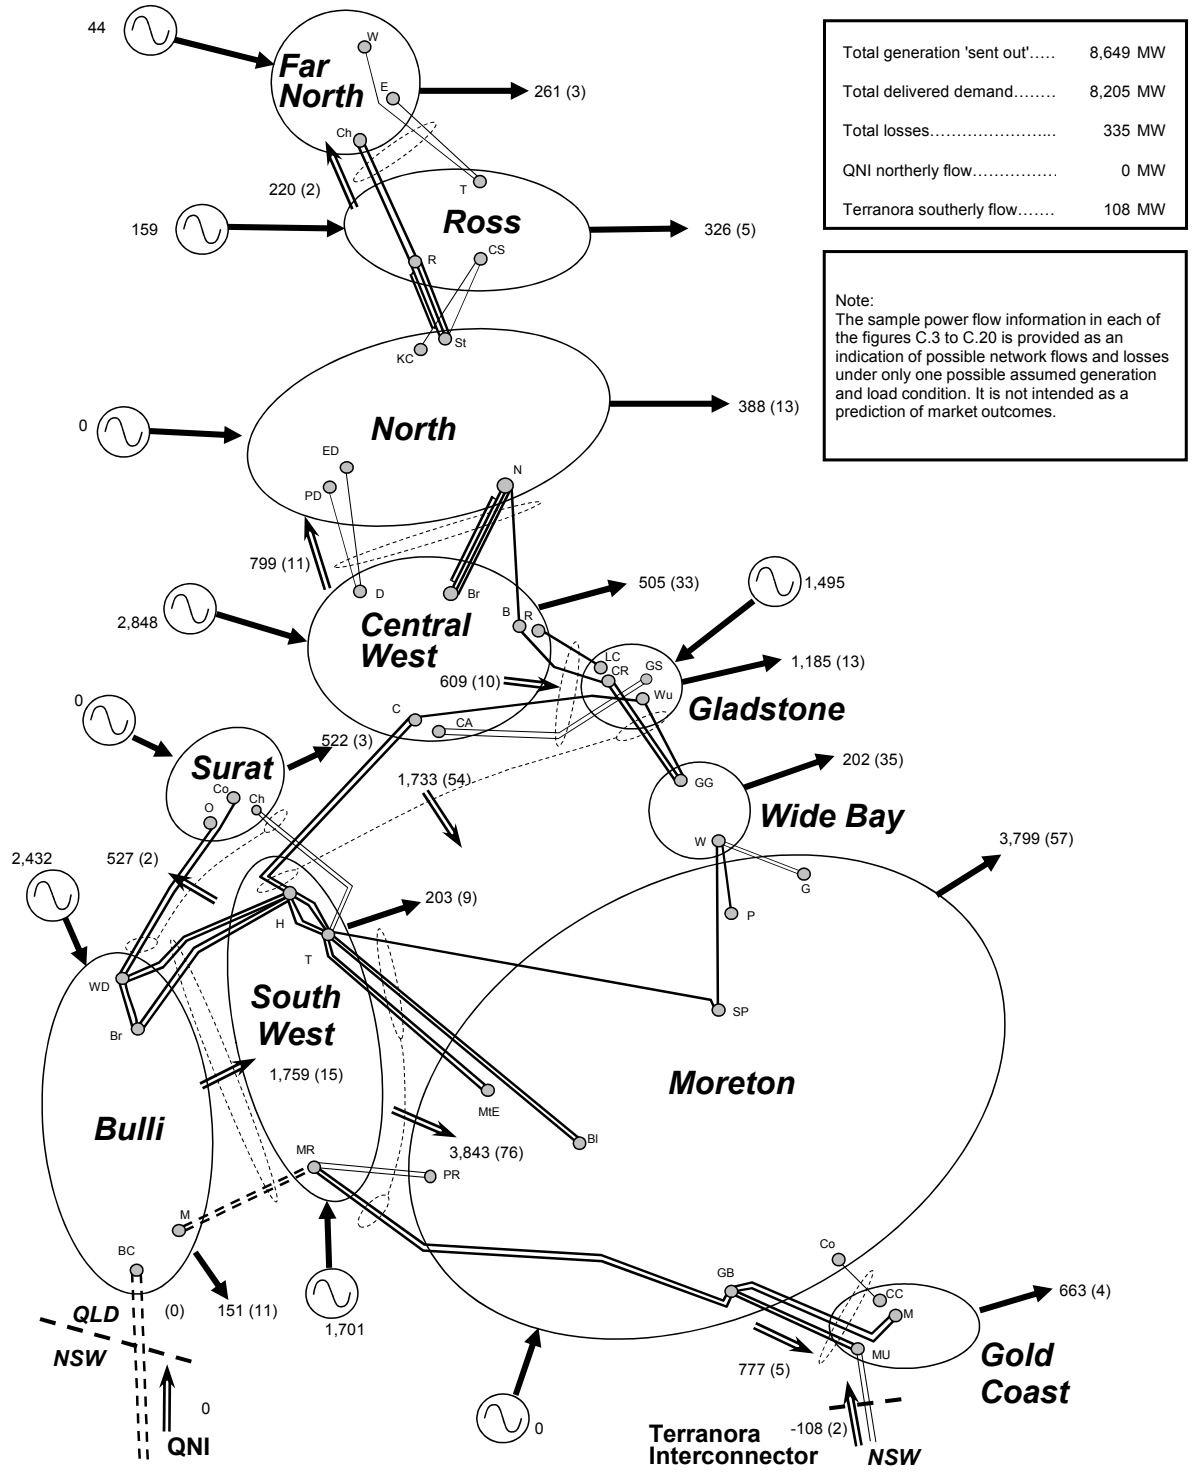 44
W
Far
North
E
261 (3)
Ch
220 (2)
T
159
Ross
326 (5)
R
CS
St
KC
0
North
388 (13)
ED
N
PD
799 (11)
D
Br
505 (33)
1,495
2,848
Central
West
B
R
LC
GS
CR
1,185 (13)
609 (10)
Wu
Gladstone
C
CA
0
522 (3)
Surat
Co
Ch
O
1,733 (54)
GG
202 (35)
Wide Bay
W
G
3,799 (57)
2,432
527 (2)
203 (9)
P
H
T
WD
South
West
SP
Br
1,759 (15)
Moreton
MtE
Bulli
BI
3,843 (76)
MR
PR
M
BC
Co
GB
CC
663 (4)
M
QLD
(0)
151 (11)
1,701
NSW
MU
Gold
Coast
777 (5)
0
QNI
0
Terranora
Interconnector
-108 (2)
NSW
Total generation 'sent out'..... 8,649 MW
Total delivered demand........ 8,205 MW
Total losses........................ 335 MW
QNI northerly flow................ 0 MW
Terranora southerly flow....... 108 MW
Note:
The sample power flow information in each of
the figures C.3 to C.20 is provided as an
indication of possible network flows and losses
under only one possible assumed generation
and load condition. It is not intended as a
prediction of market outcomes.